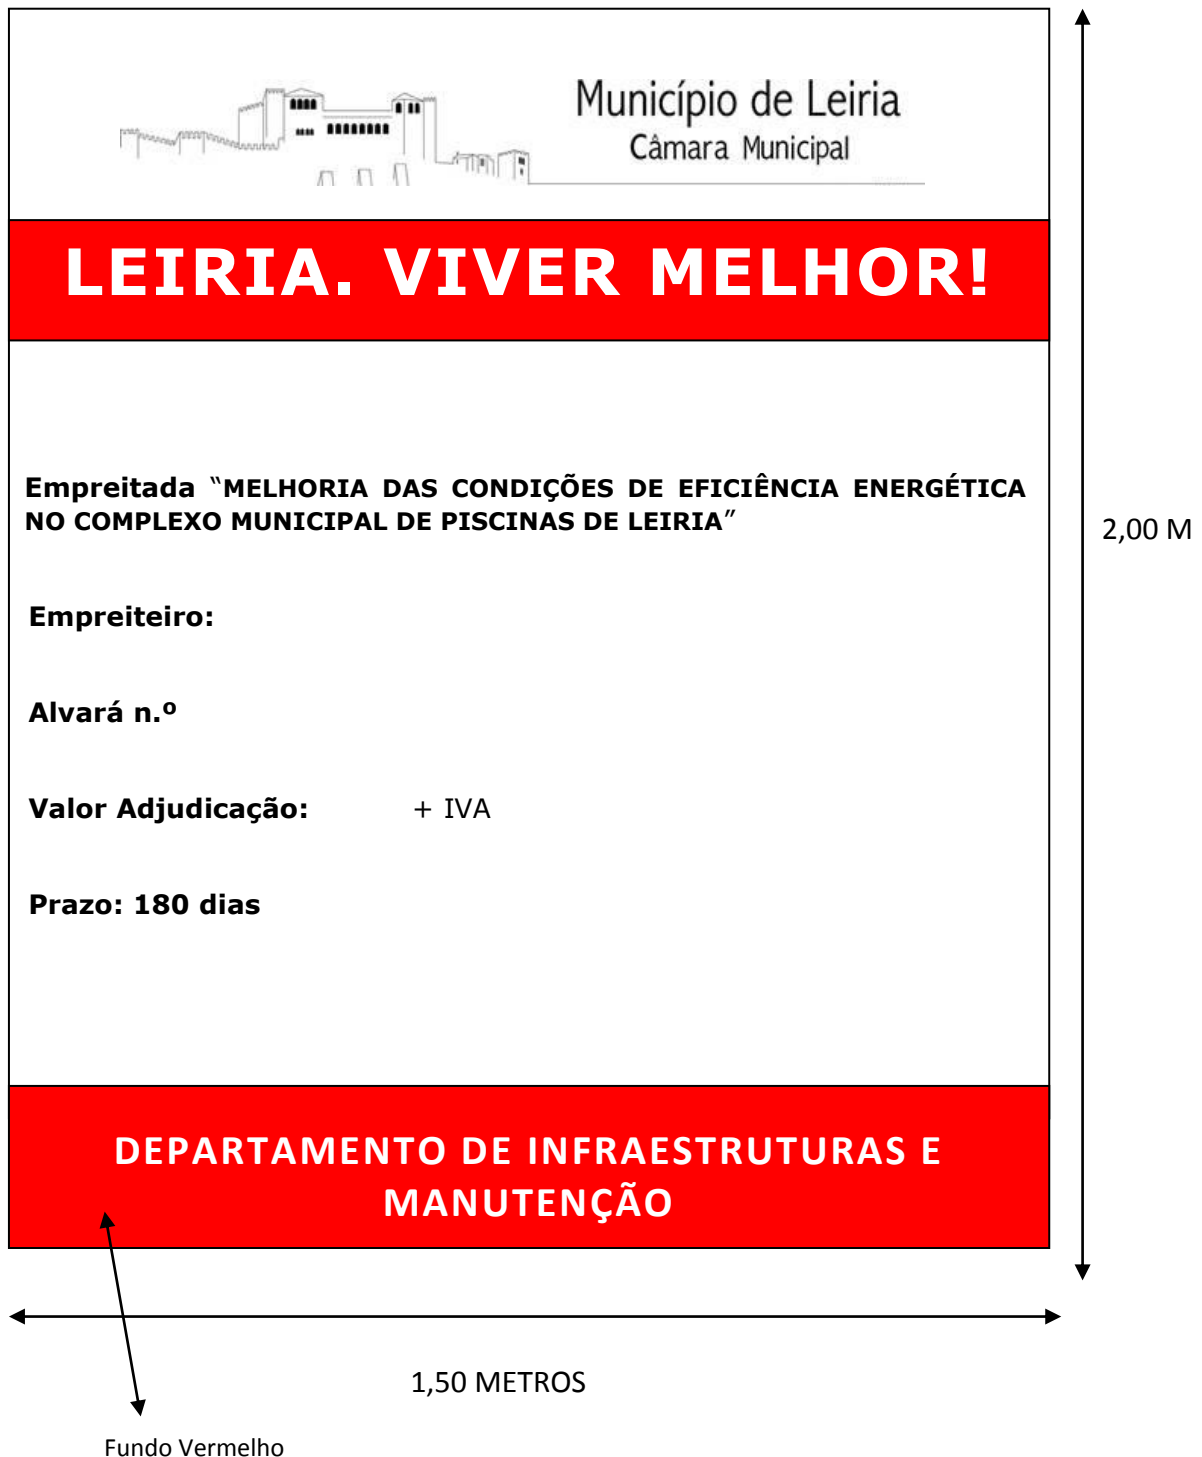 Município de Leiria
Câmara Municipal
LEIRIA. VIVER MELHOR!
Empreitada “MELHORIA DAS CONDIÇÕES DE EFICIÊNCIA ENERGÉTICA
NO COMPLEXO MUNICIPAL DE PISCINAS DE LEIRIA”
2,00 M
Empreiteiro:
Alvará n.º
Valor Adjudicação: + IVA
Prazo: 180 dias
DEPARTAMENTO DE INFRAESTRUTURAS E
MANUTENÇÃO
1,50 METROS
Fundo Vermelho